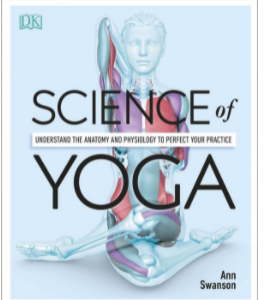 DK
SCIENCE of
UNDERSTAND THE ANATOMY AND PHYSIOLOGY TO PERFECT YOUR PRACTICE
YOGA
Ann
Swanson